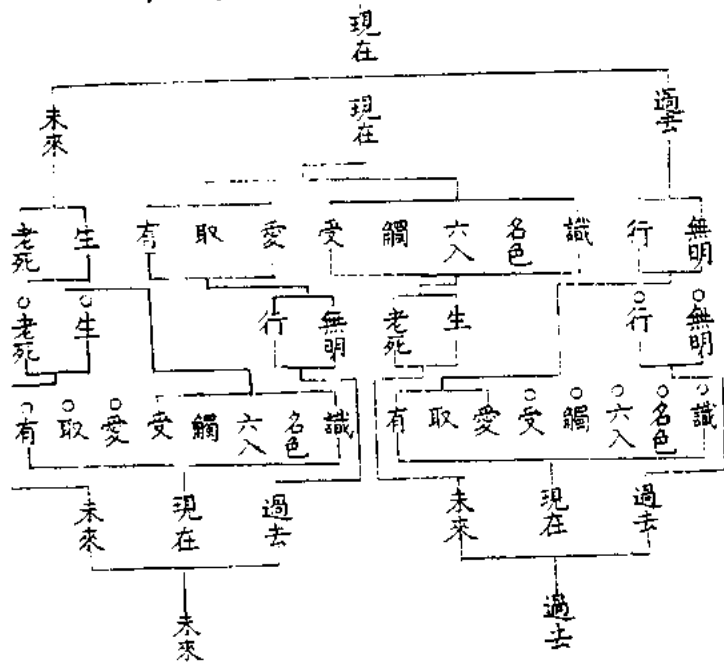 現在
過去 現在 未來
無明 行 識 名色 六入 觸 受 愛 取 有 生 老死
○無明 ○行 生 老死 無明 行 ○生 ○老死
○識 ○名色 ○六入 ○觸 ○受 愛 取 有 識 名色 六入 觸 受 ○愛 ○取 ○有
過去 現在 未來 過去 現在 未來
過去 未來